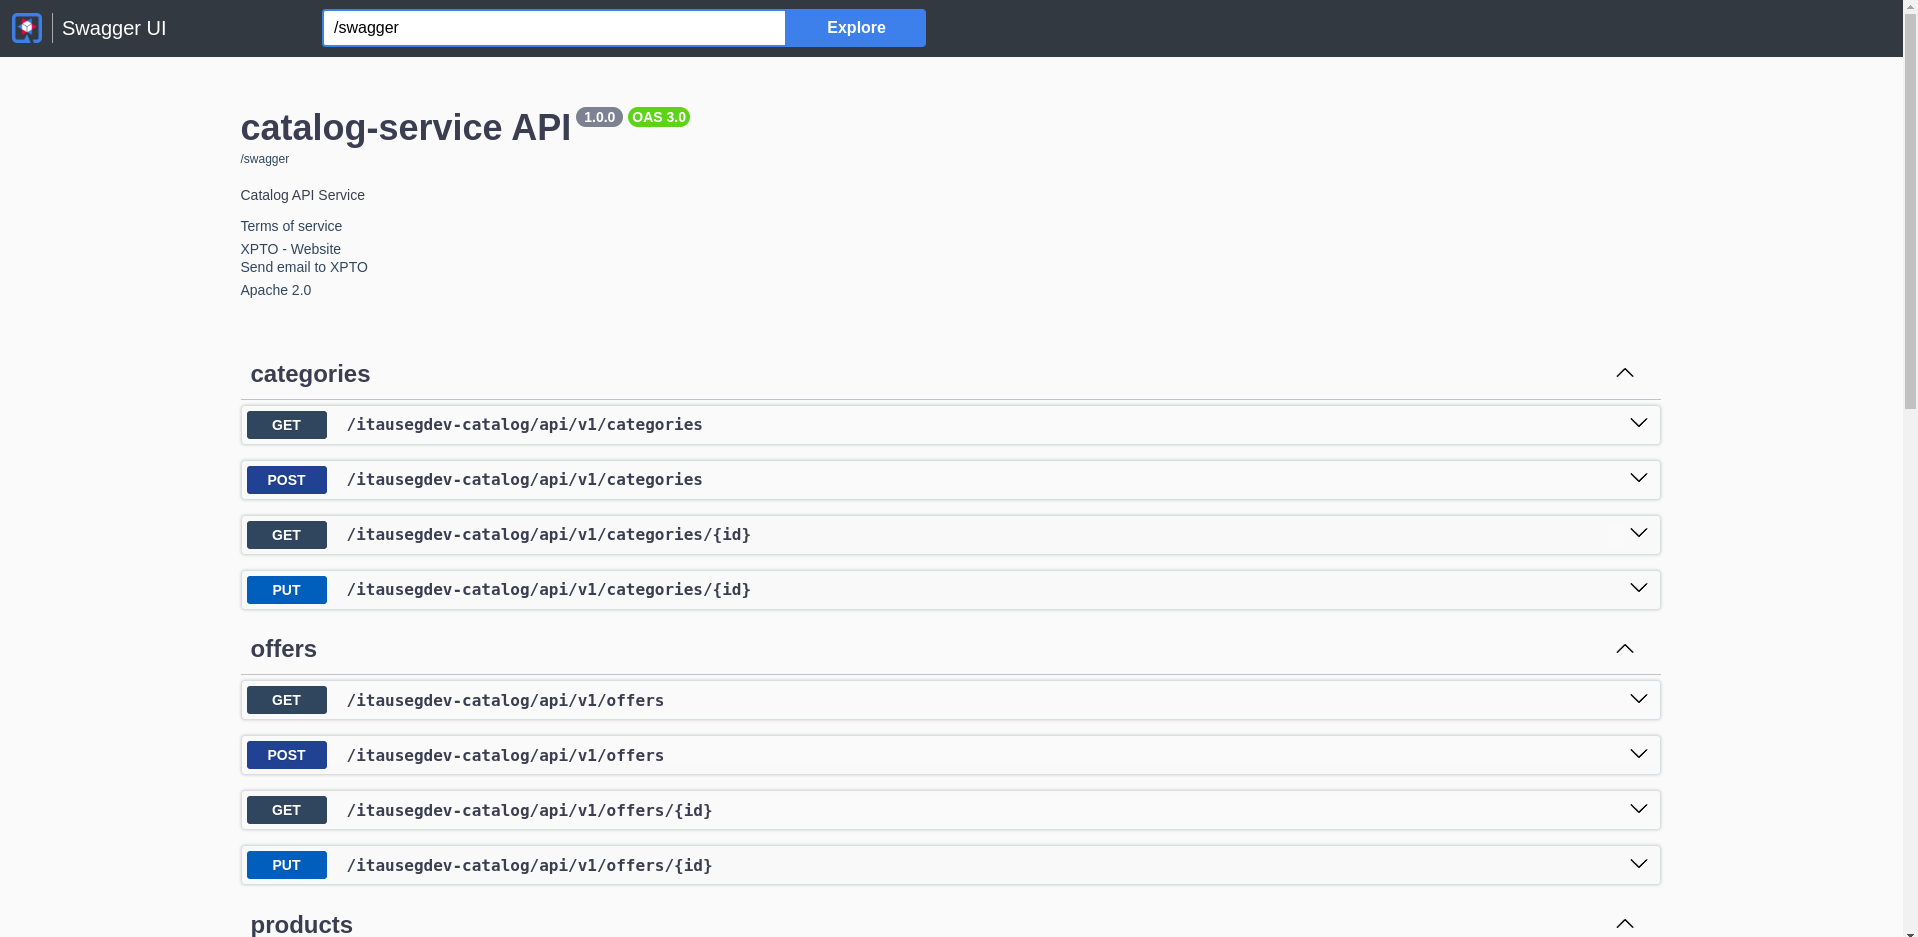 Swagger UI
/swagger
Explore
catalog-service API 1.0.0 OAS 3.0
/swagger
Catalog API Service
Terms of service
XPTO - Website
Send email to XPTO
Apache 2.0
categories
GET /itausegdev-catalog/api/v1/categories
POST /itausegdev-catalog/api/v1/categories
GET /itausegdev-catalog/api/v1/categories/{id}
PUT /itausegdev-catalog/api/v1/categories/{id}
offers
GET /itausegdev-catalog/api/v1/offers
POST /itausegdev-catalog/api/v1/offers
GET /itausegdev-catalog/api/v1/offers/{id}
PUT /itausegdev-catalog/api/v1/offers/{id}
products